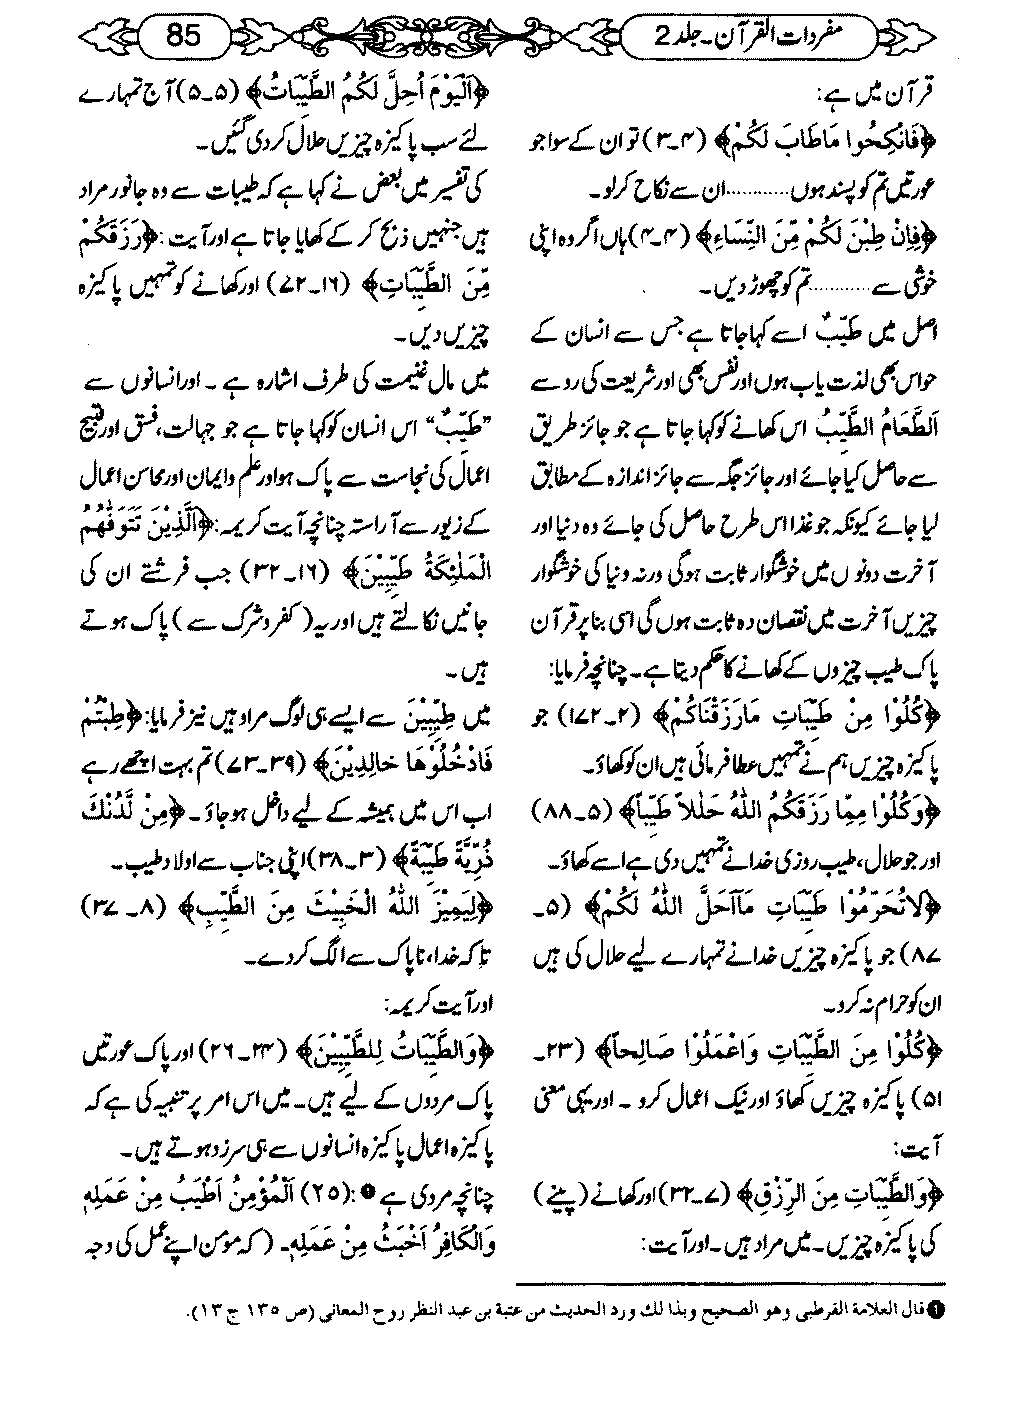 مفردات القرآن۔جلد 2
85
قرآن میں ہے:
﴿فَانْكِحُوا مَاطَابَ لَكُمْ﴾ (۴۔۳) تو ان کے سوا جو
عورتیں تم کو پسند ہوں............ان سے نکاح کرلو۔
﴿فَاِنْ طِبْنَ لَكُمْ مِّنَ النِّسَاءِ﴾ (۴۔۴) ہاں اگر وہ اپنی
خوشی سے............تم کو چھوڑ دیں۔
اصل میں طَيِّبٌ اسے کہا جاتا ہے جس سے انسان کے
حواس بھی لذت یاب ہوں اور نفس بھی اور شریعت کی رو سے
اَلطَّعَامُ الطَّيِّبُ اس کھانے کو کہا جاتا ہے جو جائز طریق
سے حاصل کیا جائے اور جائز جگہ سے جائز اندازہ کے مطابق
لیا جائے کیونکہ جو غذا اس طرح حاصل کی جائے وہ دنیا اور
آخرت دونوں میں خوشگوار ثابت ہوگی ورنہ دنیا کی خوشگوار
چیزیں آخرت میں نقصان دہ ثابت ہوں گی اسی بنا پر قرآن
پاک طیب چیزوں کے کھانے کا حکم دیتا ہے۔ چنانچہ فرمایا:
﴿كُلُوْا مِنْ طَيِّبَاتِ مَارَزَقْنَاكُمْ﴾ (۲۔۱۷۲) جو
پاکیزہ چیزیں ہم نے تمہیں عطا فرمائی ہیں ان کو کھاؤ۔
﴿وَكُلُوْا مِمَّا رَزَقَكُمُ اللّٰهُ حَلٰلاً طَيِّباً﴾ (۵۔۸۸)
اور جو حلال، طیب روزی خدا نے تمہیں دی ہے اسے کھاؤ۔
﴿لَاتُحَرِّمُوْا طَيِّبَاتِ مَآاَحَلَّ اللّٰهُ لَكُمْ﴾ (۵۔
۸۷) جو پاکیزہ چیزیں خدا نے تمہارے لیے حلال کی ہیں
ان کو حرام نہ کرو۔
﴿كُلُوْا مِنَ الطَّيِّبَاتِ وَاعْمَلُوْا صَالِحاً﴾ (۲۳۔
۵۱) پاکیزہ چیزیں کھاؤ اور نیک اعمال کرو ۔ اور یہی معنی
آیت:
﴿وَالطَّيِّبَاتِ مِنَ الرِّزْقِ﴾ (۷۔۳۲) اور کھانے (پینے)
کی پاکیزہ چیزیں۔ میں مراد ہیں۔ اور آیت:
﴿اَلْيَوْمَ اُحِلَّ لَكُمُ الطَّيِّبَاتُ﴾ (۵۔۵) آج تمہارے
لئے سب پاکیزہ چیزیں حلال کردی گئیں۔
کی تفسیر میں بعض نے کہا ہے کہ طیبات سے وہ جانور مراد
ہیں جنہیں ذبح کر کے کھایا جاتا ہے اور آیت: ﴿رَزَقَكُمْ
مِّنَ الطَّيِّبَاتِ﴾ (۱۶۔۷۲) اور کھانے کو تمہیں پاکیزہ
چیزیں دیں۔
میں مال غنیمت کی طرف اشارہ ہے ۔ اور انسانوں سے
”طَيِّبٌ“ اس انسان کو کہا جاتا ہے جو جہالت، فسق اور قبیح
اعمال کی نجاست سے پاک ہو اور علم و ایمان اور محاسن اعمال
کے زیور سے آراستہ چنانچہ آیت کریمہ: ﴿اَلَّذِيْنَ تَتَوَفّٰهُمُ
الْمَلٰئِكَةُ طَيِّبِيْنَ﴾ (۱۶۔۳۲) جب فرشتے ان کی
جانیں نکالتے ہیں اور یہ (کفر و شرک سے) پاک ہوتے
ہیں۔
میں طَيِّبِيْنَ سے ایسے ہی لوگ مراد ہیں نیز فرمایا: ﴿طِبْتُمْ
فَادْخُلُوْهَا خَالِدِيْنَ﴾ (۳۹۔۷۳) تم بہت اچھے رہے
اب اس میں ہمیشہ کے لیے داخل ہوجاؤ۔ ﴿مِنْ لَّدُنْكَ
ذُرِّيَّةً طَيِّبَةً﴾ (۳۔۳۸) اپنی جناب سے اولاد طیب۔
﴿لِيَمِيْزَ اللّٰهُ الْخَبِيْثَ مِنَ الطَّيِّبِ﴾ (۸۔۳۷)
تاکہ خدا، ناپاک سے الگ کردے۔
اور آیت کریمہ:
﴿وَالطَّيِّبَاتُ لِلطَّيِّبِيْنَ﴾ (۲۴۔۲۶) اور پاک عورتیں
پاک مردوں کے لیے ہیں۔ میں اس امر پر تنبیہ کی ہے کہ
پاکیزہ اعمال پاکیزہ انسانوں سے ہی سرزد ہوتے ہیں۔
چنانچہ مروی ہے ❶: (۲۵) اَلْمُؤْمِنُ اَطْيَبُ مِنْ عَمَلِهٖ
وَالْكَافِرُ اَخْبَثُ مِنْ عَمَلِهٖ۔ (کہ مؤمن اپنے عمل کی وجہ
❶ قال العلامة القرطبي وهو الصحيح وبذا لك ورد الحديث من عتبة بن عبد النظر روح المعانى (ص ۱۳۵ ج ۱۳).